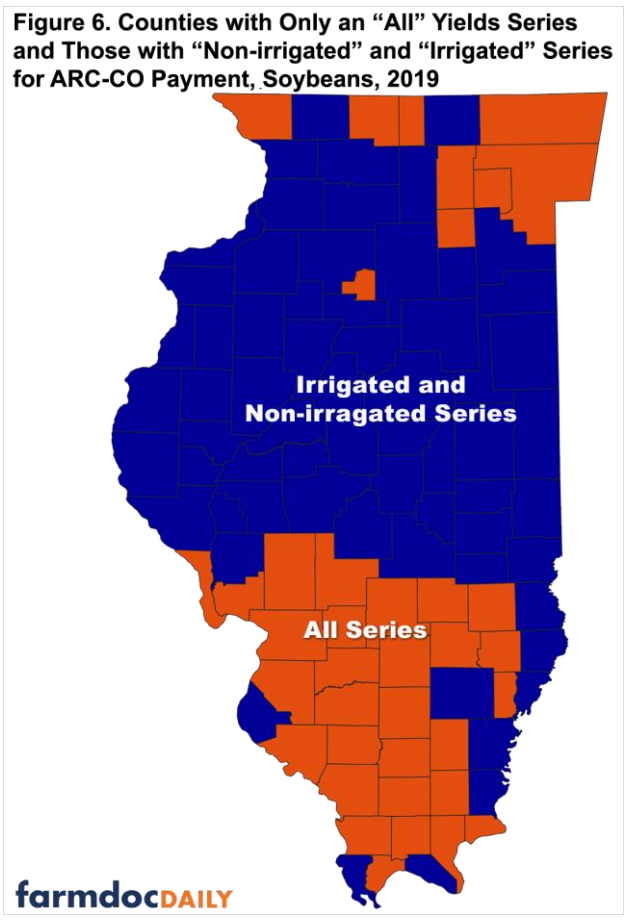 Figure 6. Counties with Only an “All” Yields Series
and Those with “Non-irrigated” and “Irrigated” Series
for ARC-CO Payment, Soybeans, 2019
Irrigated and
Non-irragated Series
All Series
farmdocDAILY